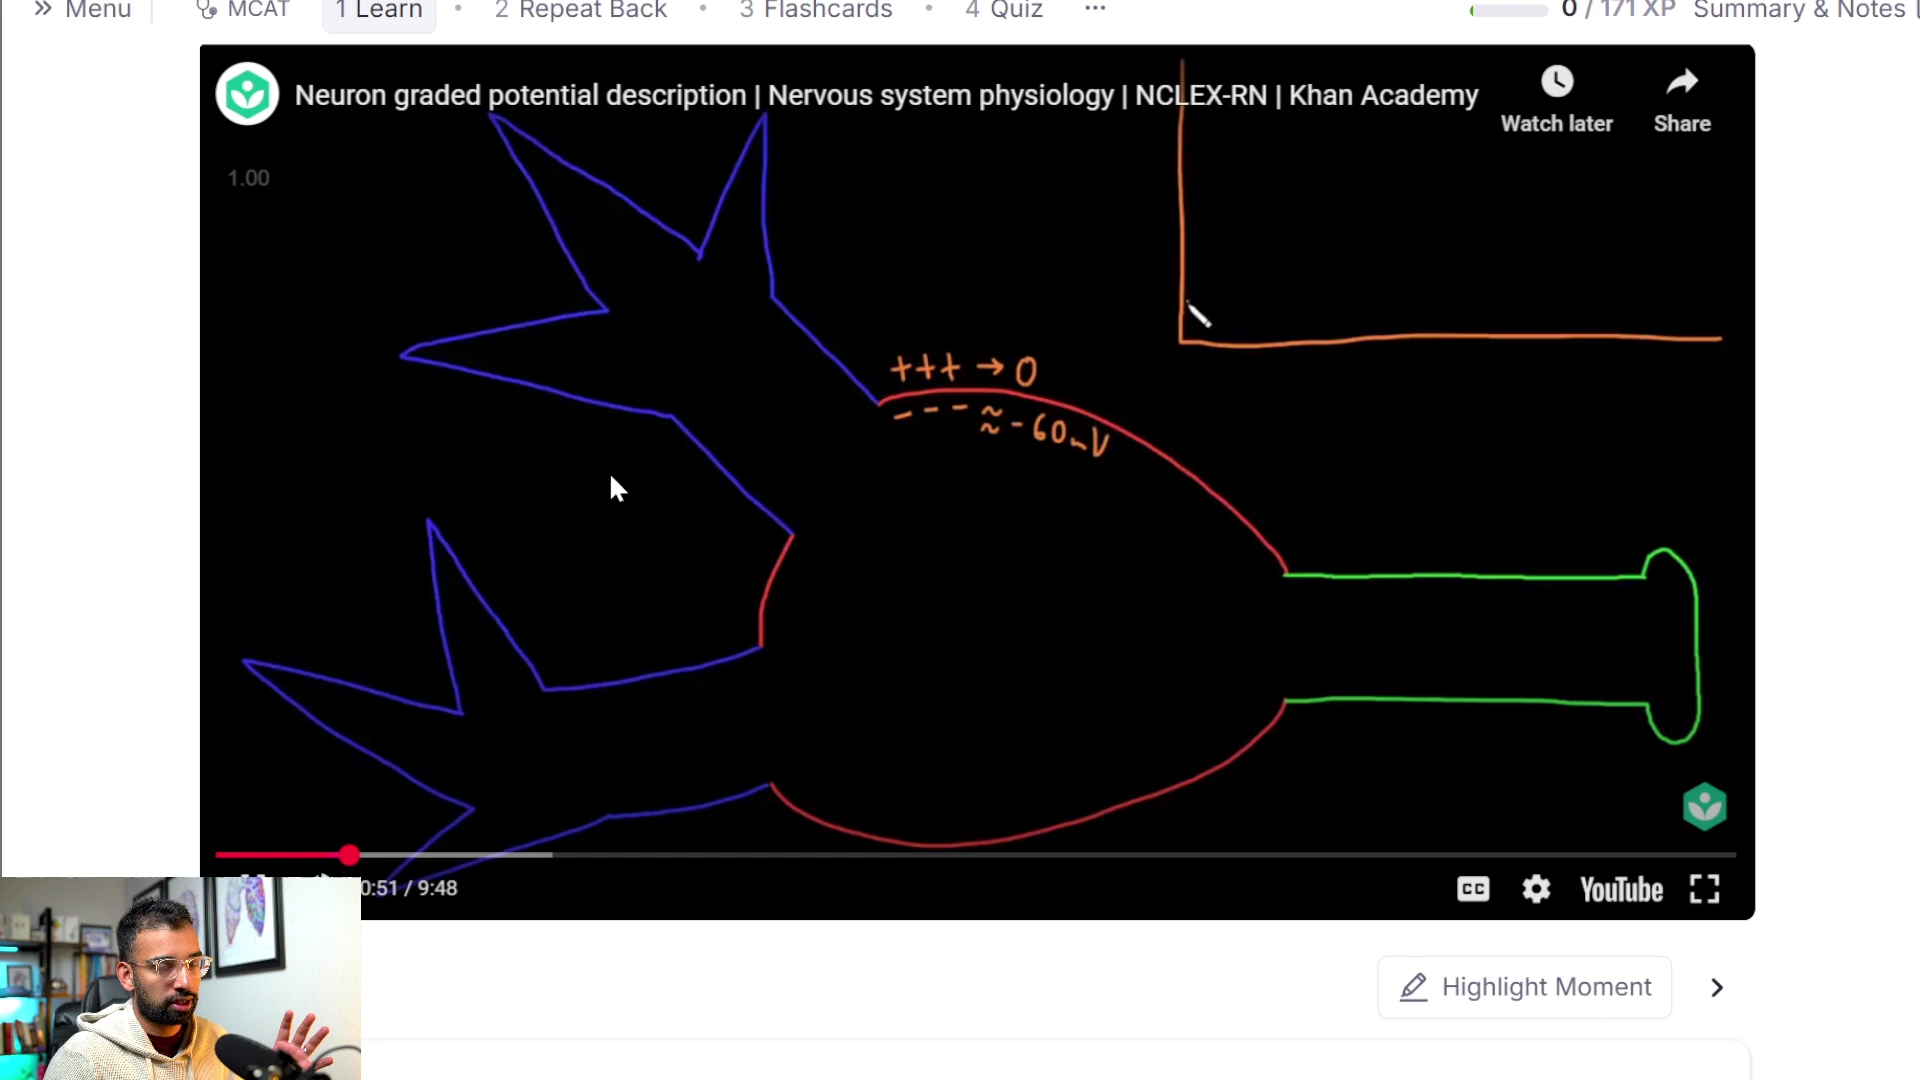 Menu
MCAT
1 Learn
2 Repeat Back
3 Flashcards
4 Quiz
0 / 171 XP
Summary & Notes
Neuron graded potential description | Nervous system physiology | NCLEX-RN | Khan Academy
Watch later
Share
1.00
+++ → 0
--- ≈ -60mV
0:51 / 9:48
CC
YouTube
Highlight Moment